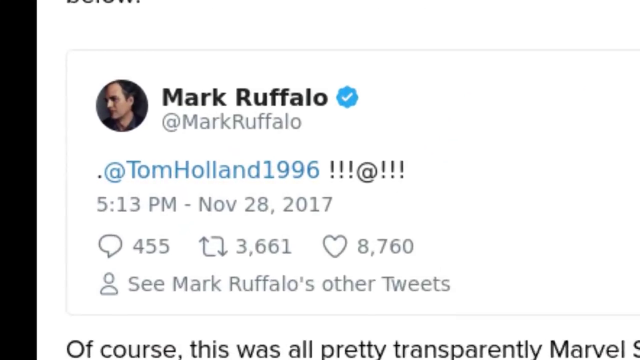 below:
Mark Ruffalo
@MarkRuffalo
.@TomHolland1996 !!!@!!!
5:13 PM - Nov 28, 2017
455 3,661 8,760
See Mark Ruffalo's other Tweets
Of course, this was all pretty transparently Marvel